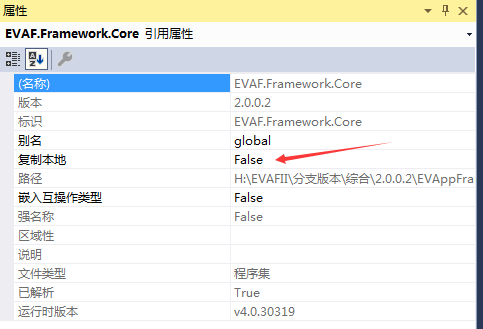 属性
EVAF.Framework.Core 引用属性
(名称) EVAF.Framework.Core
版本 2.0.0.2
标识 EVAF.Framework.Core
别名 global
复制本地 False
路径 H:\EVAFII\分支版本\综合\2.0.0.2\EVAppFra
嵌入互操作类型 False
强名称 False
区域性
说明
文件类型 程序集
已解析 True
运行时版本 v4.0.30319